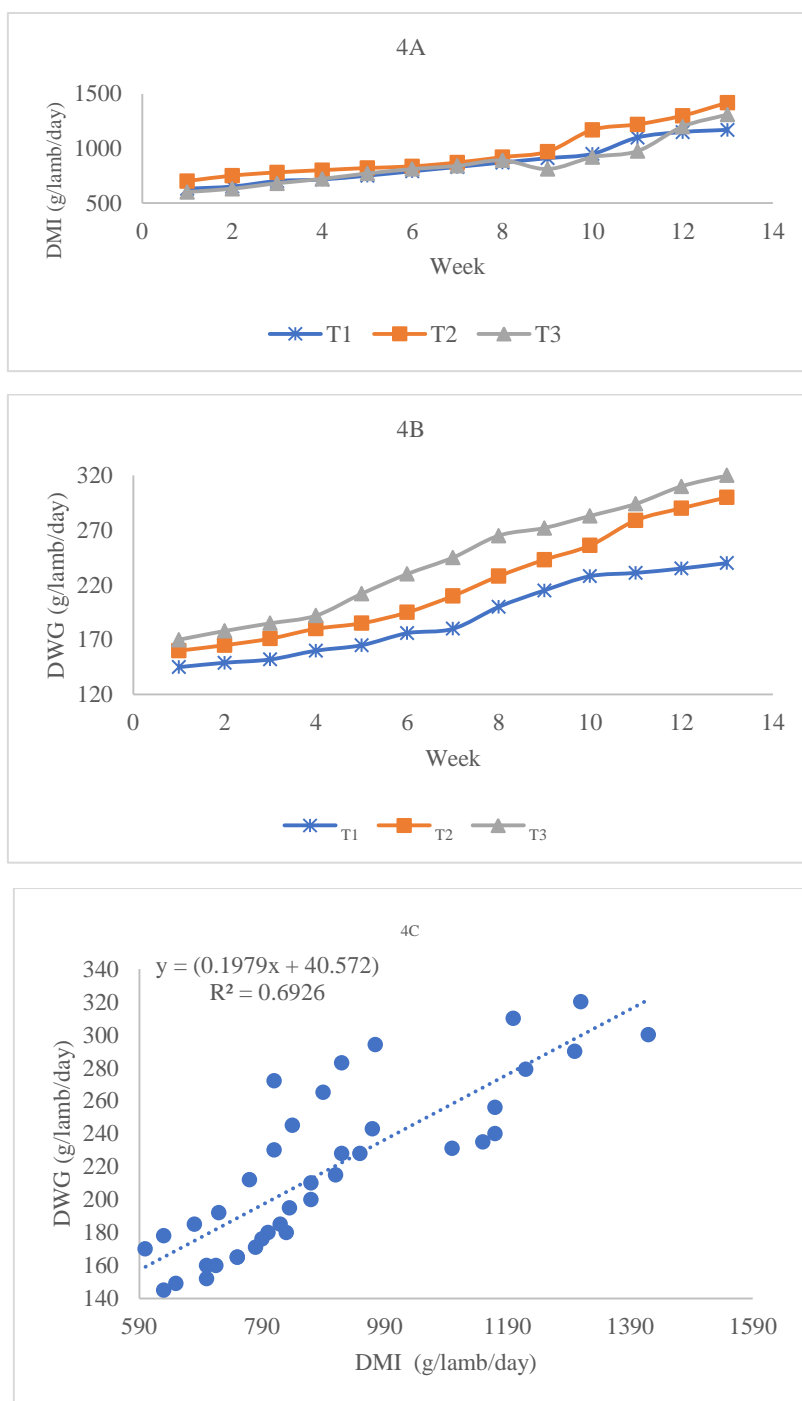 4A
1500
1000
500
DMI (g/lamb/day)
0 2 4 6 8 10 12 14
Week
T1 T2 T3
4B
320
270
220
170
120
DWG (g/lamb/day)
0 2 4 6 8 10 12 14
Week
T1 T2 T3
4C
y = (0.1979x + 40.572)
R² = 0.6926
340
320
300
280
260
240
220
200
180
160
140
DWG (g/lamb/day)
590 790 990 1190 1390 1590
DMI (g/lamb/day)